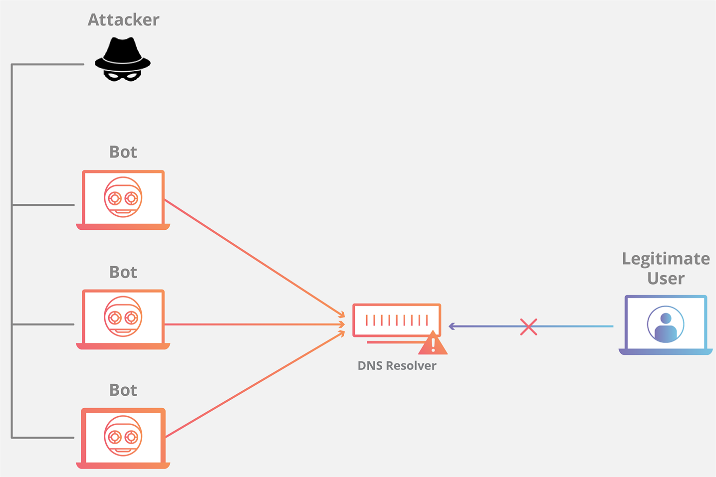 Attacker
Bot
Bot
Legitimate
User
DNS Resolver
Bot